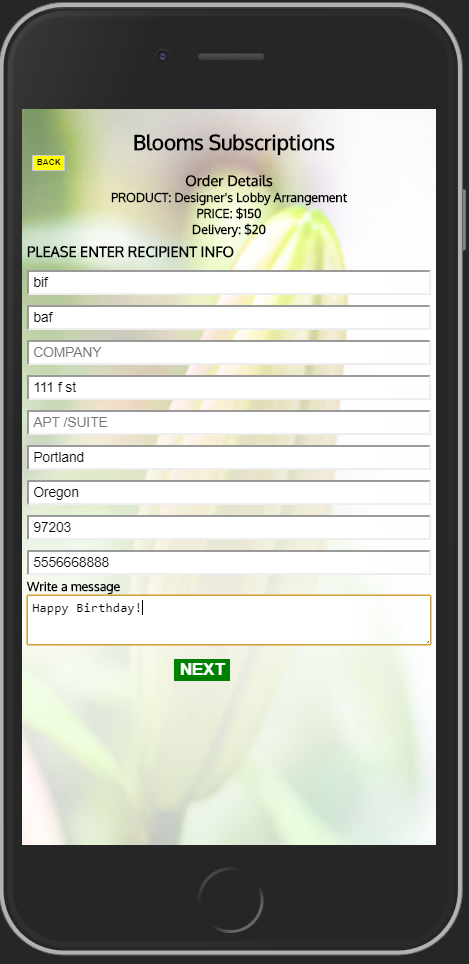 Blooms Subscriptions
BACK
Order Details
PRODUCT: Designer's Lobby Arrangement
PRICE: $150
Delivery: $20
PLEASE ENTER RECIPIENT INFO
bif
baf
COMPANY
111 f st
APT /SUITE
Portland
Oregon
97203
5556668888
Write a message
Happy Birthday!
NEXT